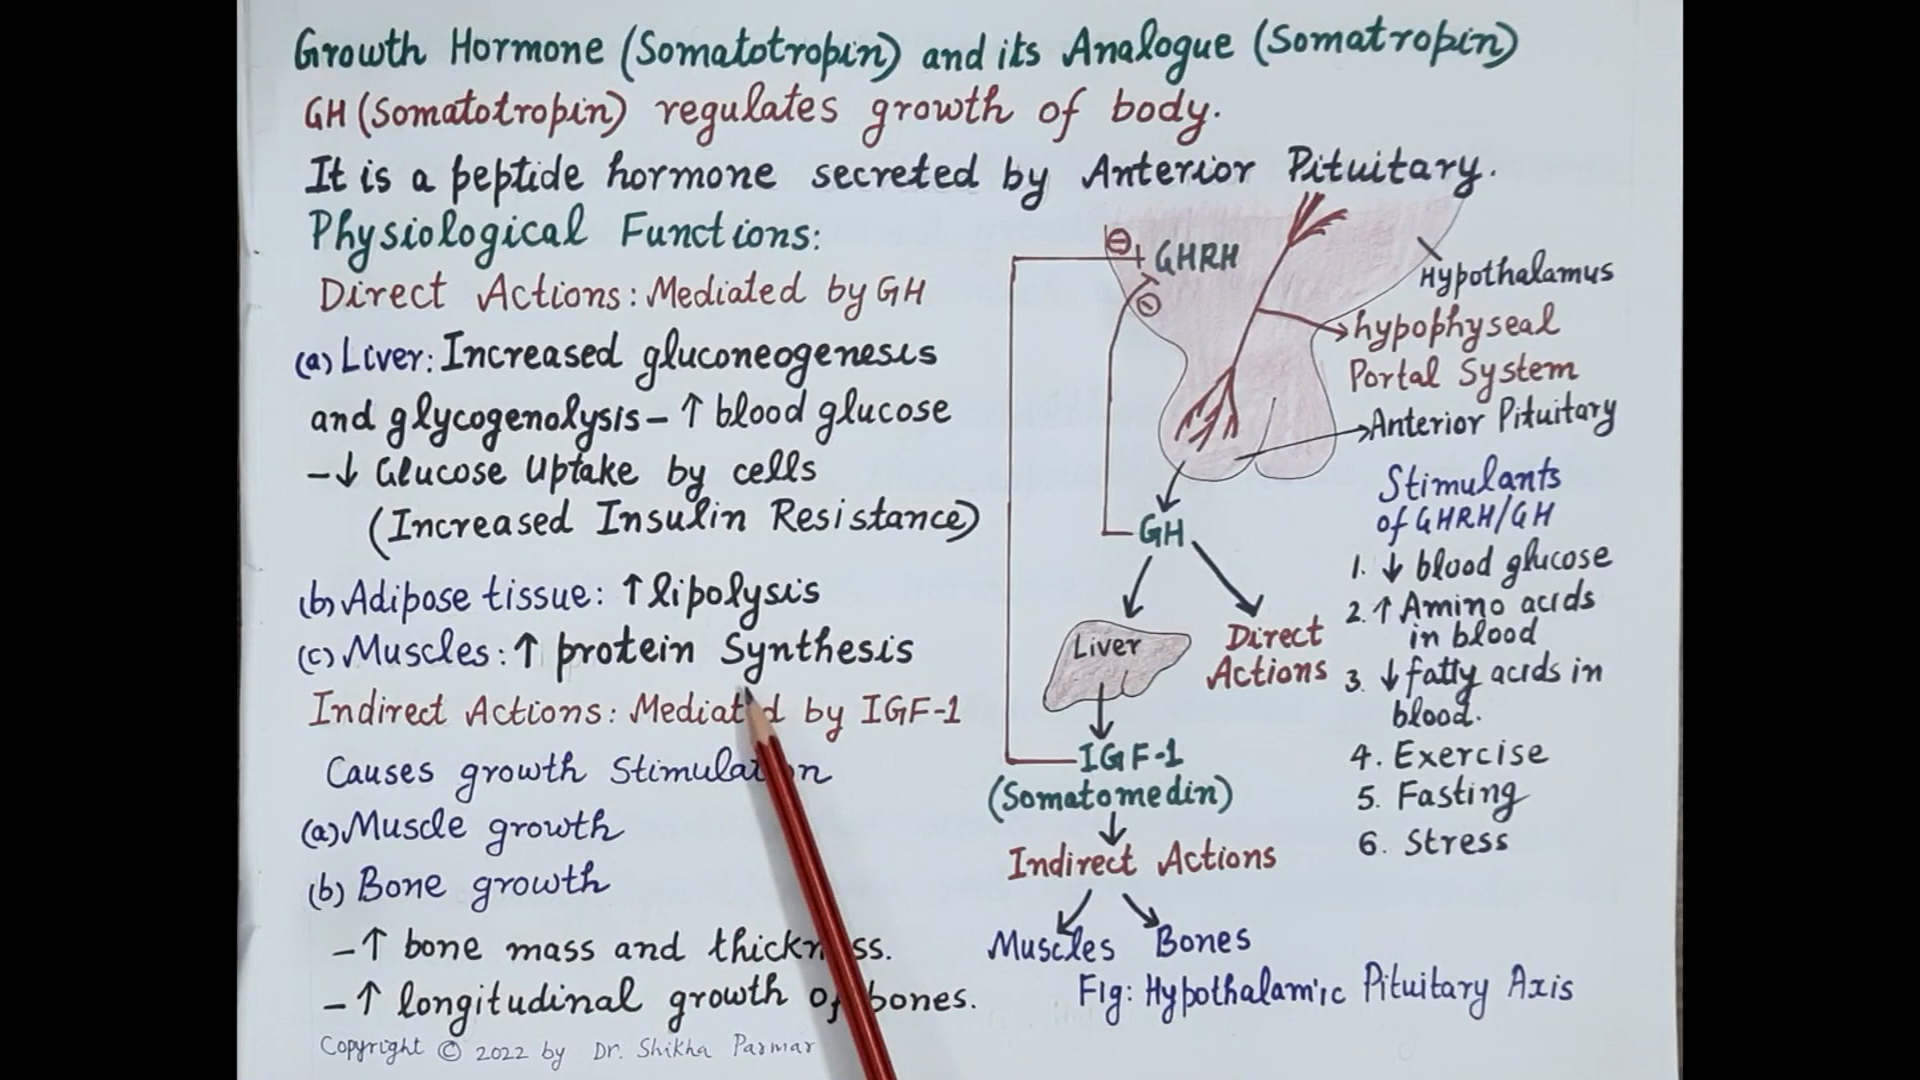 Growth Hormone (Somatotropin) and its Analogue (Somatropin)
GH (Somatotropin) regulates growth of body.
It is a peptide hormone secreted by Anterior Pituitary.
Physiological Functions:
Direct Actions: Mediated by GH
(a) Liver: Increased gluconeogenesis
and glycogenolysis - ↑ blood glucose
- ↓ Glucose Uptake by cells
(Increased Insulin Resistance)
(b) Adipose tissue: ↑ lipolysis
(c) Muscles: ↑ protein Synthesis
Indirect Actions: Mediated by IGF-1
Causes growth Stimulation
(a) Muscle growth
(b) Bone growth
- ↑ bone mass and thickness.
- ↑ longitudinal growth of bones.
Copyright © 2022 by Dr. Shikha Parmar
⊖
GHRH
⊖
Hypothalamus
hypophyseal
Portal System
Anterior Pituitary
GH
Liver
Direct
Actions
IGF-1
(Somatomedin)
Indirect Actions
Muscles Bones
Fig: Hypothalamic Pituitary Axis
Stimulants
of GHRH/GH
1. ↓ blood glucose
2. ↑ Amino acids
in blood
3. ↓ fatty acids in
blood.
4. Exercise
5. Fasting
6. Stress